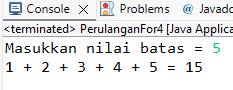 Console × Problems @ Javado
<terminated> PerulanganFor4 [Java Applica
Masukkan nilai batas = 5
1 + 2 + 3 + 4 + 5 = 15